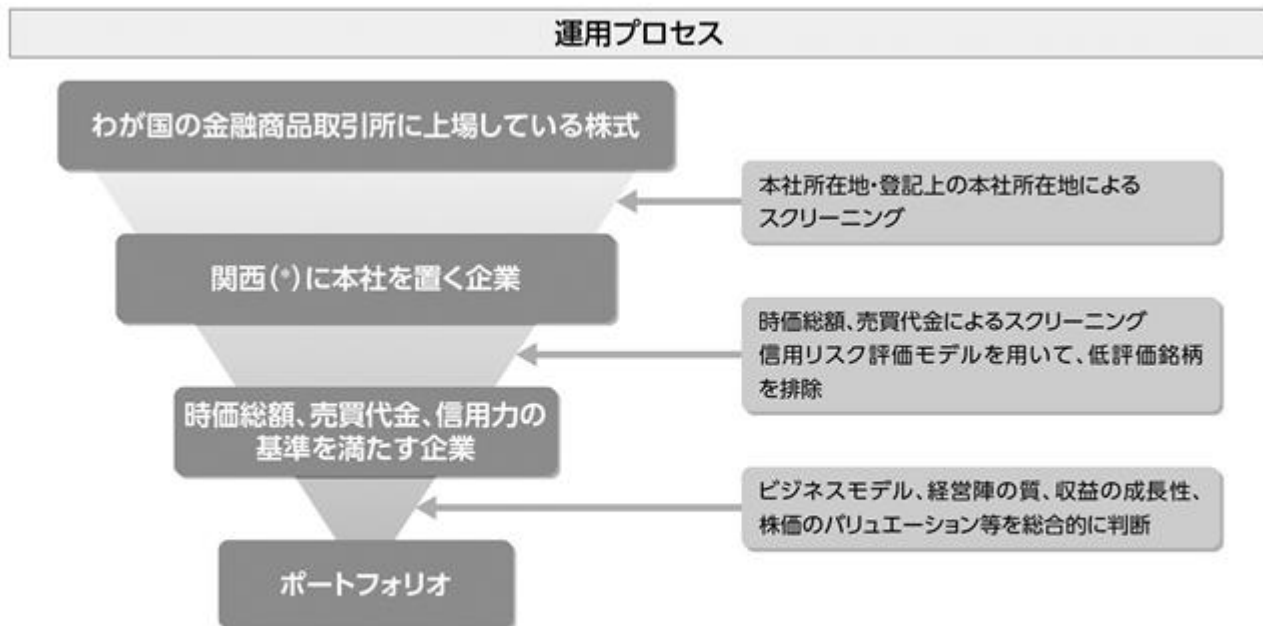 運用プロセス
わが国の金融商品取引所に上場している株式
本社所在地・登記上の本社所在地による
スクリーニング
関西(*)に本社を置く企業
時価総額、売買代金によるスクリーニング
信用リスク評価モデルを用いて、低評価銘柄
を排除
時価総額、売買代金、信用力の
基準を満たす企業
ビジネスモデル、経営陣の質、収益の成長性、
株価のバリュエーション等を総合的に判断
ポートフォリオ